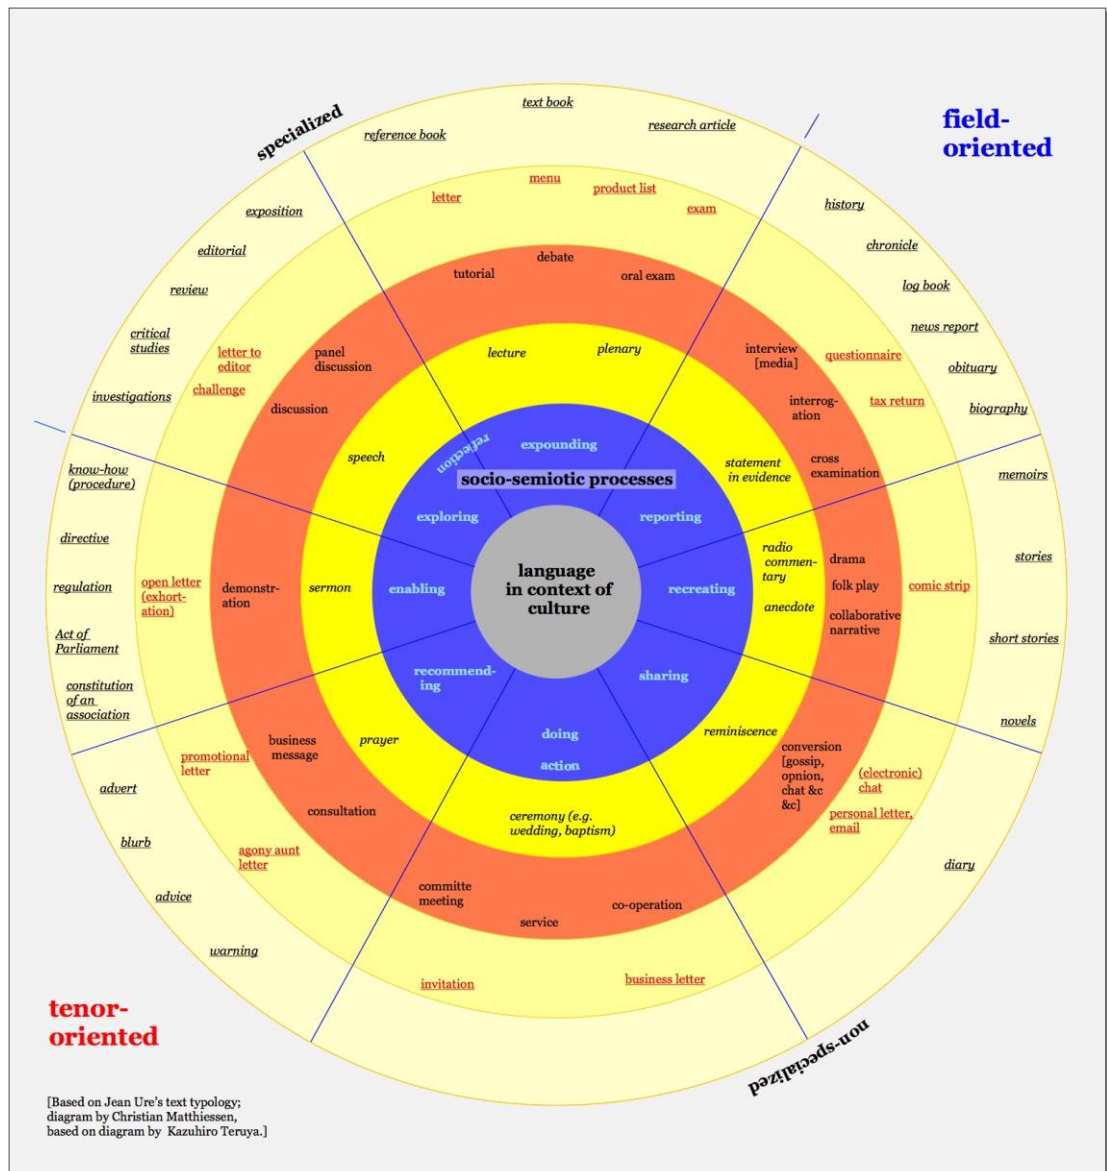 specialized
text book
reference book
research article
field-
oriented
menu
letter
product list
exam
exposition
editorial
review
critical
studies
investigations
history
chronicle
log book
news report
obituary
biography
debate
tutorial
oral exam
letter to
editor
challenge
panel
discussion
discussion
interview
[media]
interrog-
ation
cross
examination
questionnaire
tax return
lecture
plenary
speech
statement
in evidence
reflection
expounding
socio-semiotic processes
exploring
reporting
know-how
(procedure)
directive
regulation
Act of
Parliament
constitution
of an
association
open letter
(exhort-
ation)
demonstr-
ation
sermon
enabling
language
in context of
culture
recreating
radio
commen-
tary
anecdote
drama
folk play
collaborative
narrative
comic strip
memoirs
stories
short stories
novels
recommend-
ing
sharing
doing
action
prayer
reminiscence
ceremony (e.g.
wedding, baptism)
business
message
consultation
conversion
[gossip,
opnion,
chat &c
&c]
promotional
letter
agony aunt
letter
(electronic)
chat
personal letter,
email
advert
blurb
advice
warning
diary
committe
meeting
service
co-operation
invitation
business letter
tenor-
oriented
non-specialized
[Based on Jean Ure's text typology;
diagram by Christian Matthiessen,
based on diagram by Kazuhiro Teruya.]